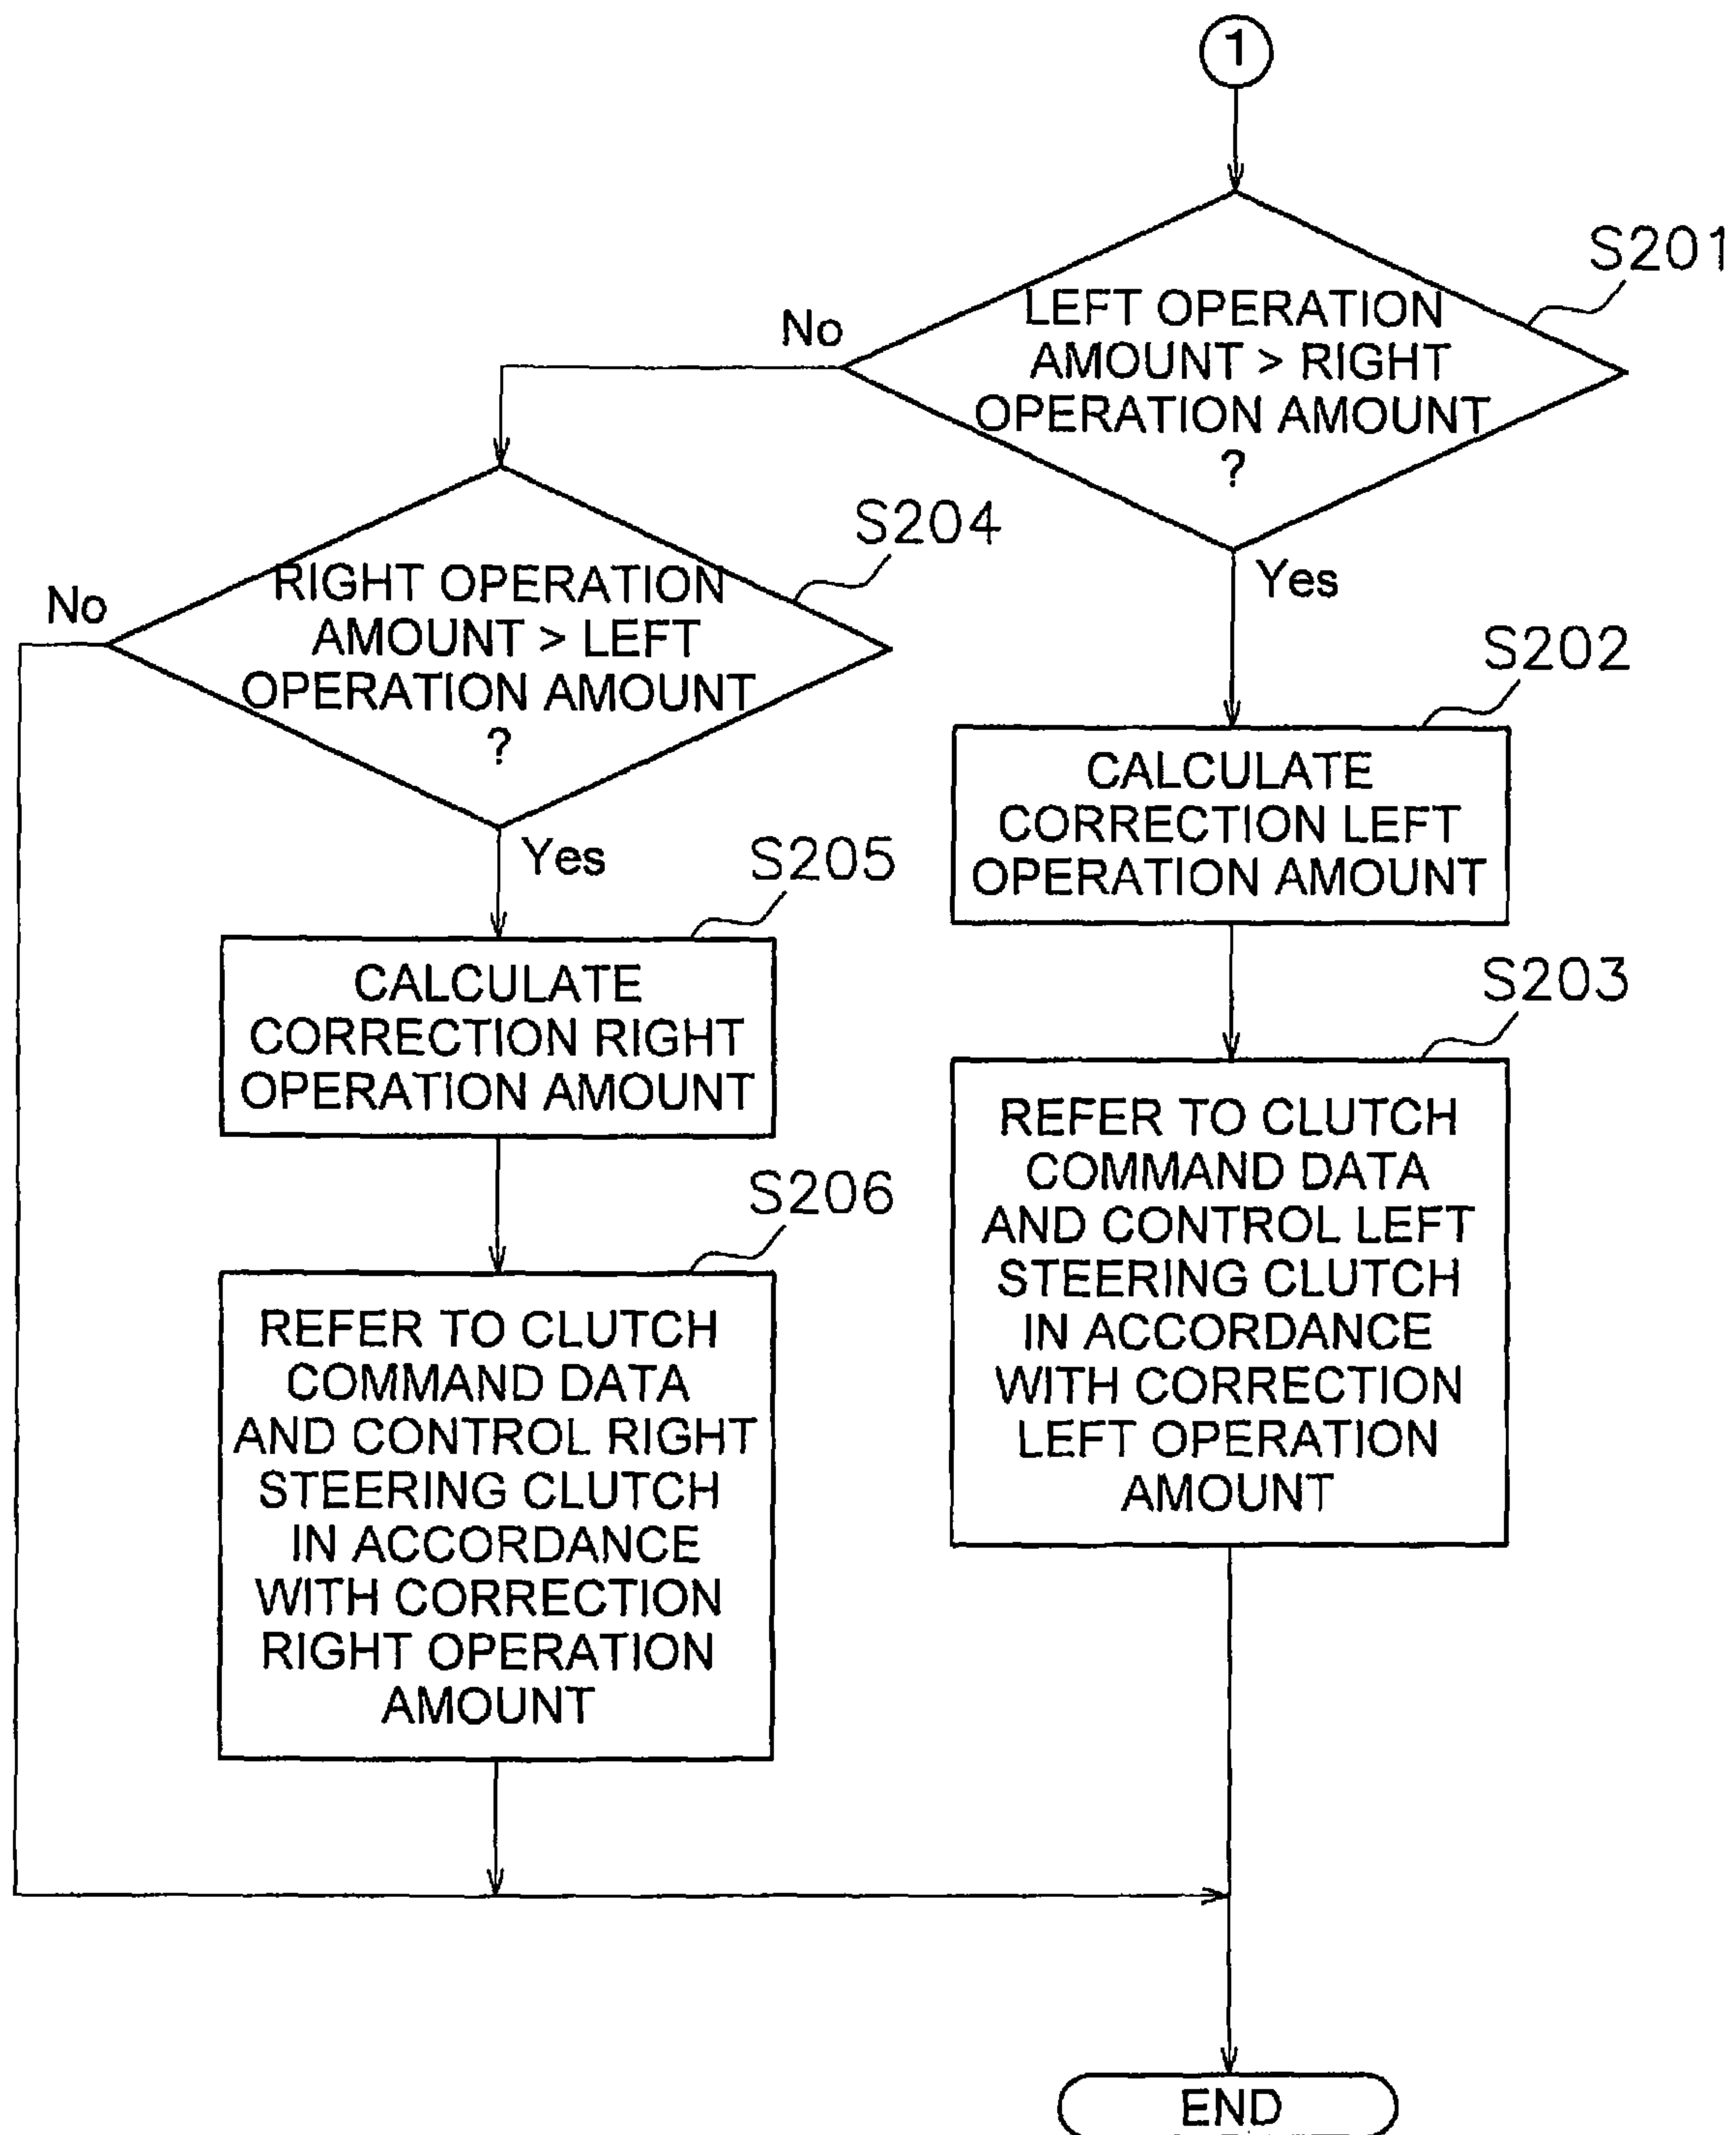 1
S201
LEFT OPERATION
AMOUNT > RIGHT
OPERATION AMOUNT
?
No
Yes
S204
RIGHT OPERATION
AMOUNT > LEFT
OPERATION AMOUNT
?
No
Yes
S202
CALCULATE
CORRECTION LEFT
OPERATION AMOUNT
S205
CALCULATE
CORRECTION RIGHT
OPERATION AMOUNT
S203
REFER TO CLUTCH
COMMAND DATA
AND CONTROL LEFT
STEERING CLUTCH
IN ACCORDANCE
WITH CORRECTION
LEFT OPERATION
AMOUNT
S206
REFER TO CLUTCH
COMMAND DATA
AND CONTROL RIGHT
STEERING CLUTCH
IN ACCORDANCE
WITH CORRECTION
RIGHT OPERATION
AMOUNT
END